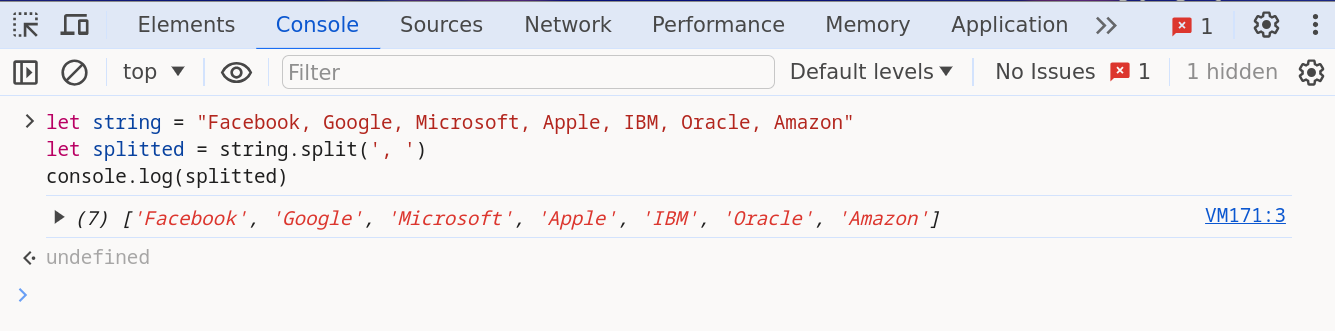 Elements Console Sources Network Performance Memory Application 1
top Filter Default levels No Issues 1 1 hidden
let string = "Facebook, Google, Microsoft, Apple, IBM, Oracle, Amazon"
let splitted = string.split(', ')
console.log(splitted)
(7) ['Facebook', 'Google', 'Microsoft', 'Apple', 'IBM', 'Oracle', 'Amazon'] VM171:3
undefined